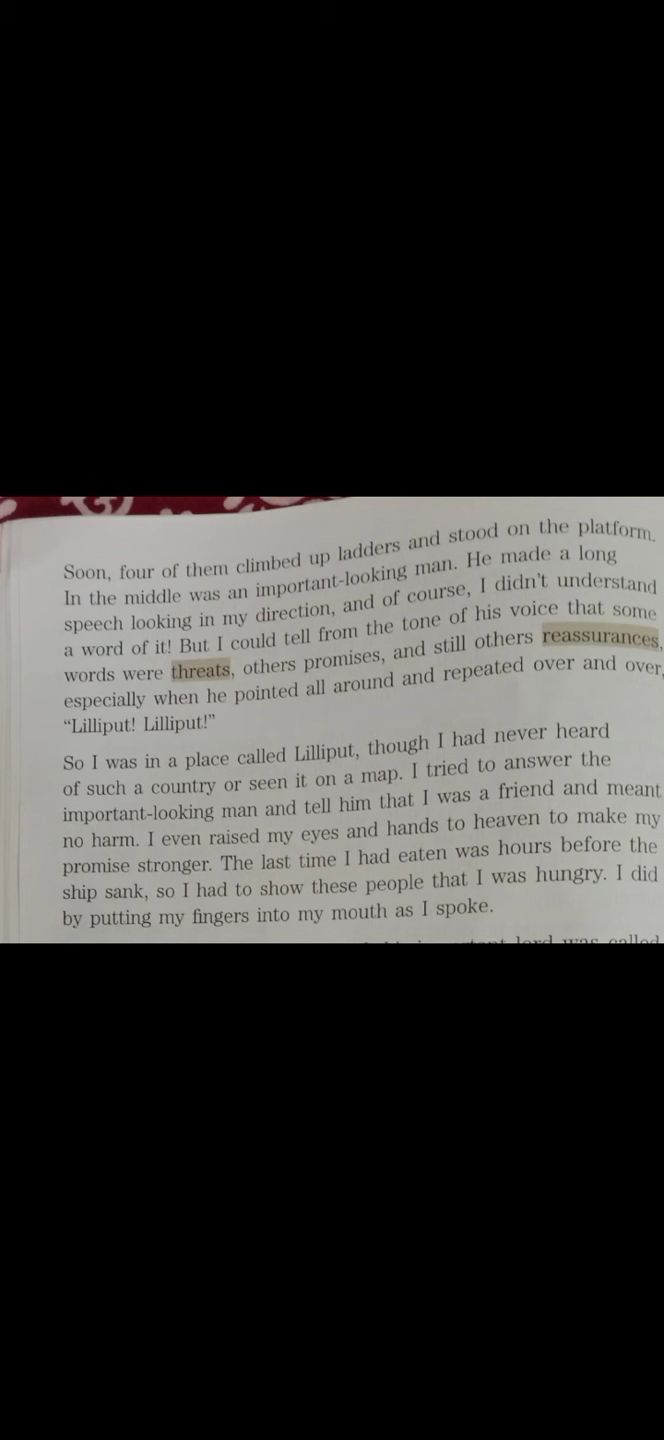 Soon, four of them climbed up ladders and stood on the platform.
In the middle was an important-looking man. He made a long
speech looking in my direction, and of course, I didn't understand
a word of it! But I could tell from the tone of his voice that some
words were threats, others promises, and still others reassurances,
especially when he pointed all around and repeated over and over,
“Lilliput! Lilliput!”
So I was in a place called Lilliput, though I had never heard
of such a country or seen it on a map. I tried to answer the
important-looking man and tell him that I was a friend and meant
no harm. I even raised my eyes and hands to heaven to make my
promise stronger. The last time I had eaten was hours before the
ship sank, so I had to show these people that I was hungry. I did
by putting my fingers into my mouth as I spoke.
lord was called